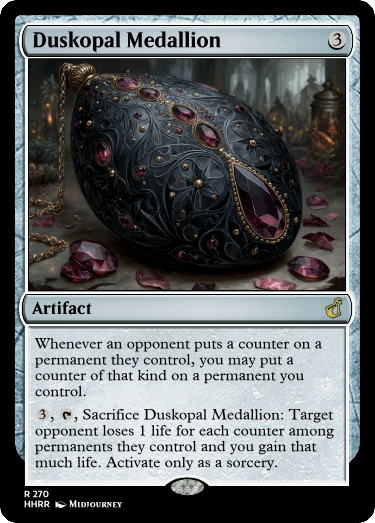 Duskopal Medallion 3
Artifact
Whenever an opponent puts a counter on a
permanent they control, you may put a
counter of that kind on a permanent you
control.
3, , Sacrifice Duskopal Medallion: Target
opponent loses 1 life for each counter among
permanents they control and you gain that
much life. Activate only as a sorcery.
R 270
HHRR Midjourney